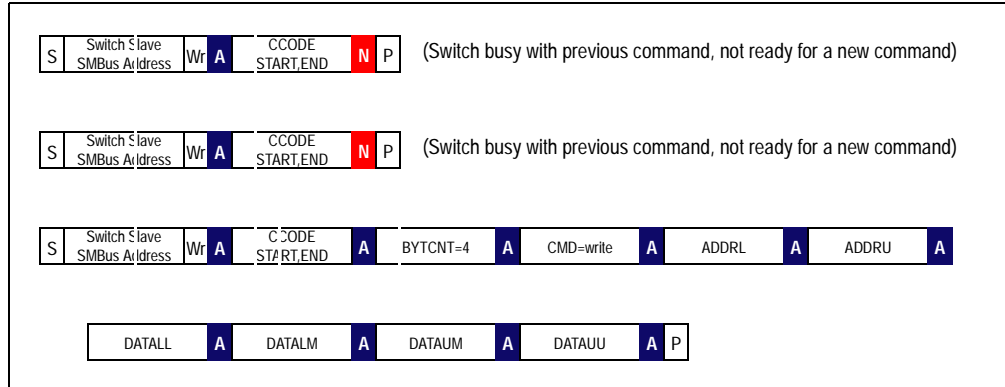 S Switch Slave SMBus Address Wr A CCODE START,END N P (Switch busy with previous command, not ready for a new command)
S Switch Slave SMBus Address Wr A CCODE START,END N P (Switch busy with previous command, not ready for a new command)
S Switch Slave SMBus Address Wr A CCODE START,END A BYTCNT=4 A CMD=write A ADDRL A ADDRU A
DATALL A DATALM A DATAUM A DATAUU A P